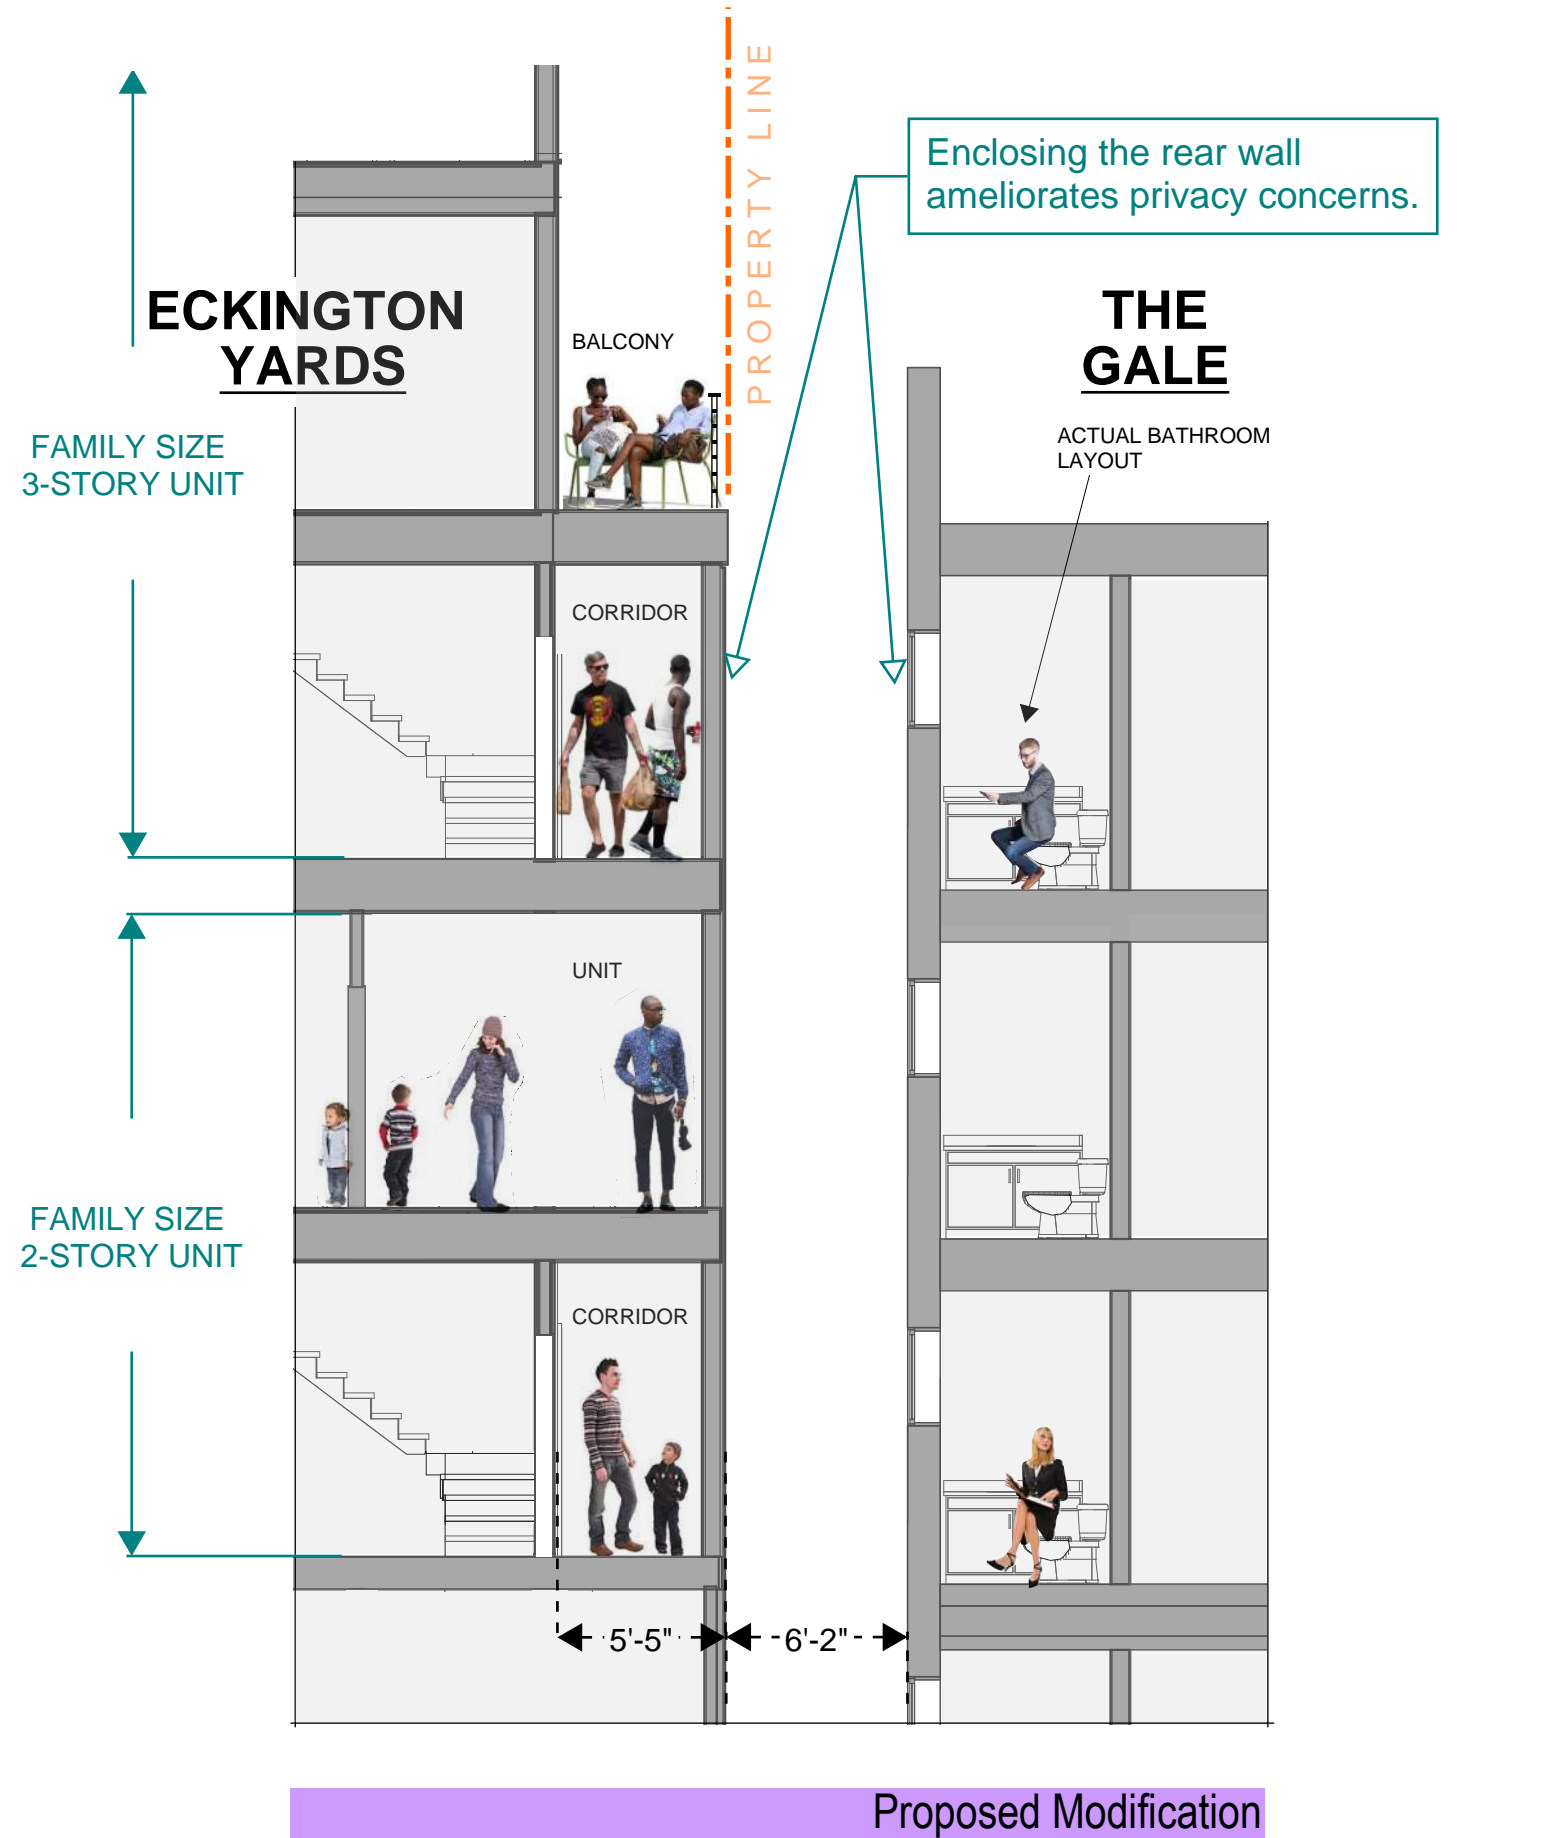 PROPERTY LINE
Enclosing the rear wall
ameliorates privacy concerns.
ECKINGTON
YARDS
THE
GALE
BALCONY
ACTUAL BATHROOM
LAYOUT
FAMILY SIZE
3-STORY UNIT
CORRIDOR
UNIT
FAMILY SIZE
2-STORY UNIT
CORRIDOR
5'-5"
6'-2"
Proposed Modification